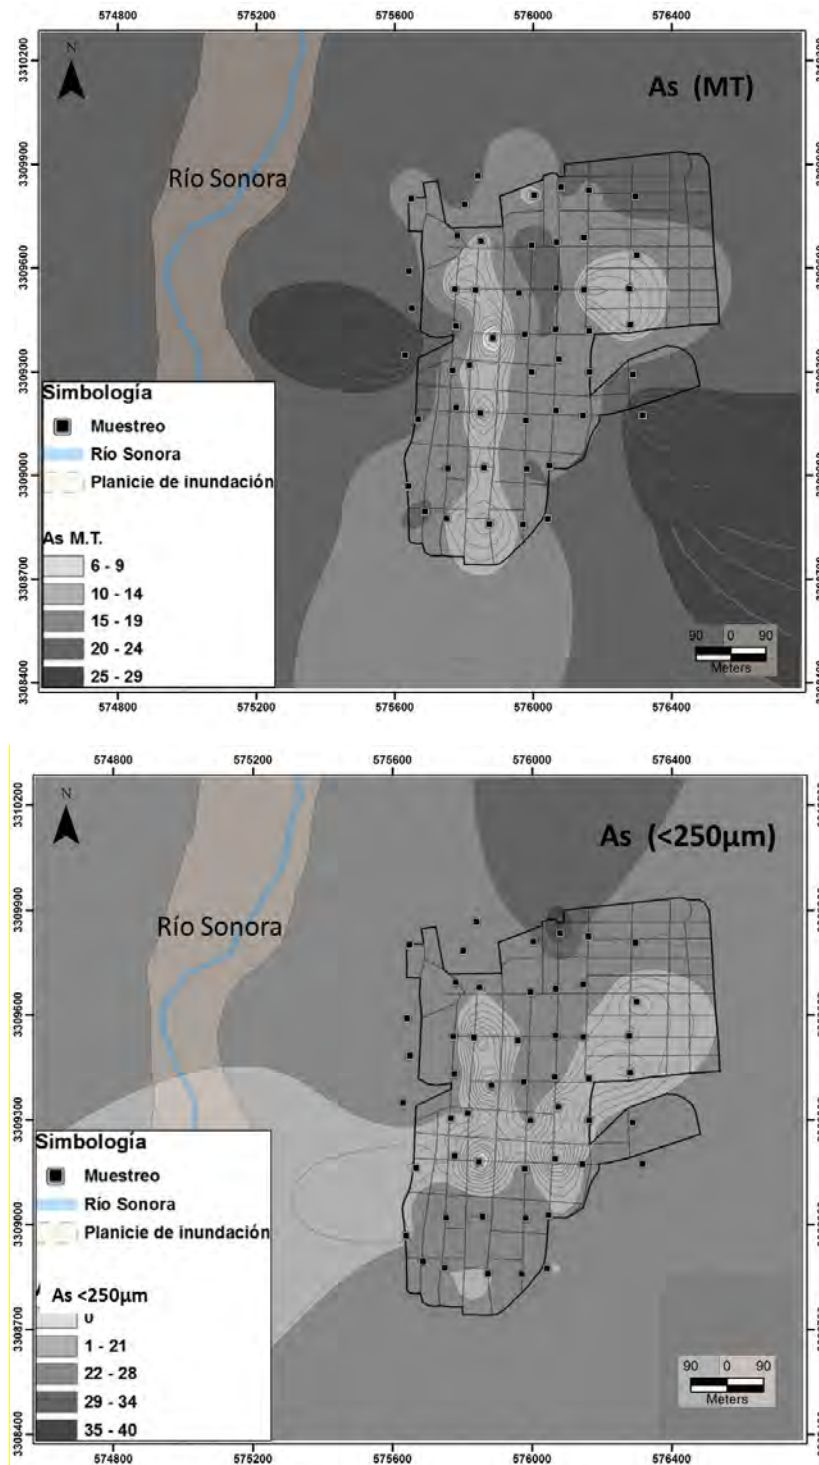 574800 575200 575600 576000 576400
N
As (MT)
3310200
3309900
3309600
3309300
3309000
3308700
3308400
Río Sonora
Simbología
Muestreo
Río Sonora
Planicie de inundación
As M.T.
6 - 9
10 - 14
15 - 19
20 - 24
25 - 29
90 0 90
Meters
574800 575200 575600 576000 576400
574800 575200 575600 576000 576400
N
As (<250µm)
3310200
3309900
3309600
3309300
3309000
3308700
3308400
Río Sonora
Simbología
Muestreo
Río Sonora
Planicie de inundación
As <250µm
0
1 - 21
22 - 28
29 - 34
35 - 40
90 0 90
Meters
574800 575200 575600 576000 576400